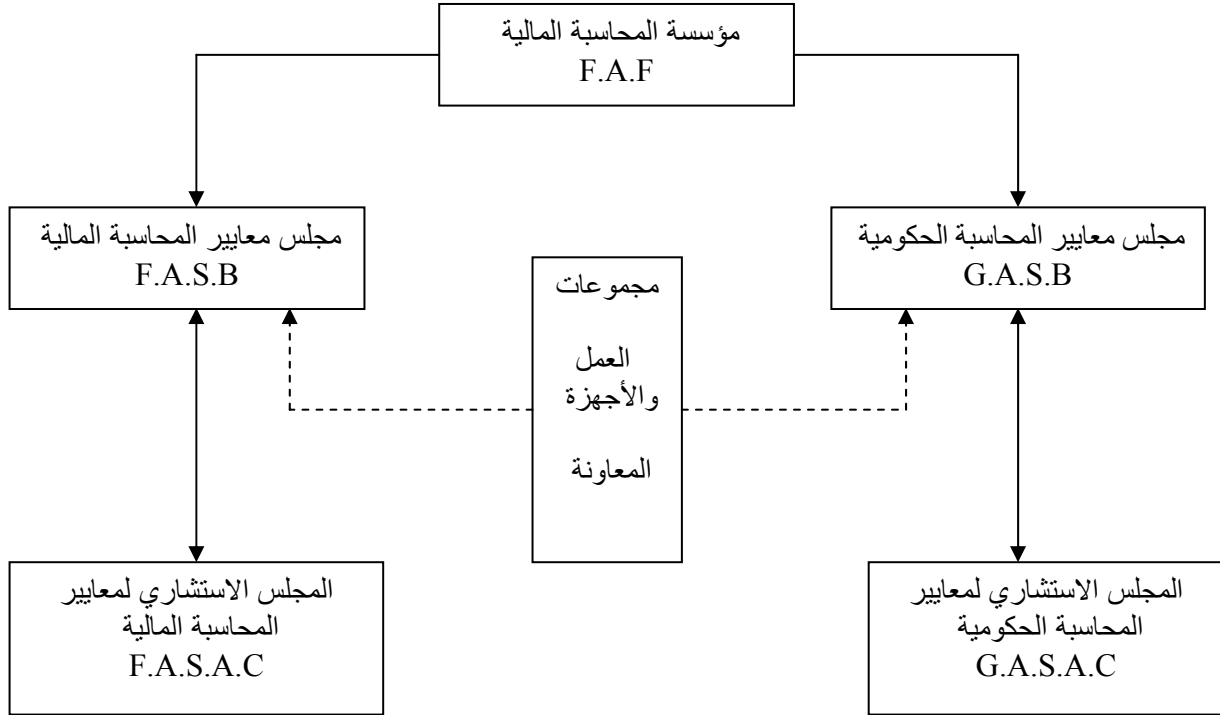 مؤسسة المحاسبة المالية
F.A.F
مجلس معايير المحاسبة الحكومية
G.A.S.B
مجلس معايير المحاسبة المالية
F.A.S.B
مجموعات
العمل
والأجهزة
المعاونة
المجلس الاستشاري لمعايير
المحاسبة الحكومية
G.A.S.A.C
المجلس الاستشاري لمعايير
المحاسبة المالية
F.A.S.A.C